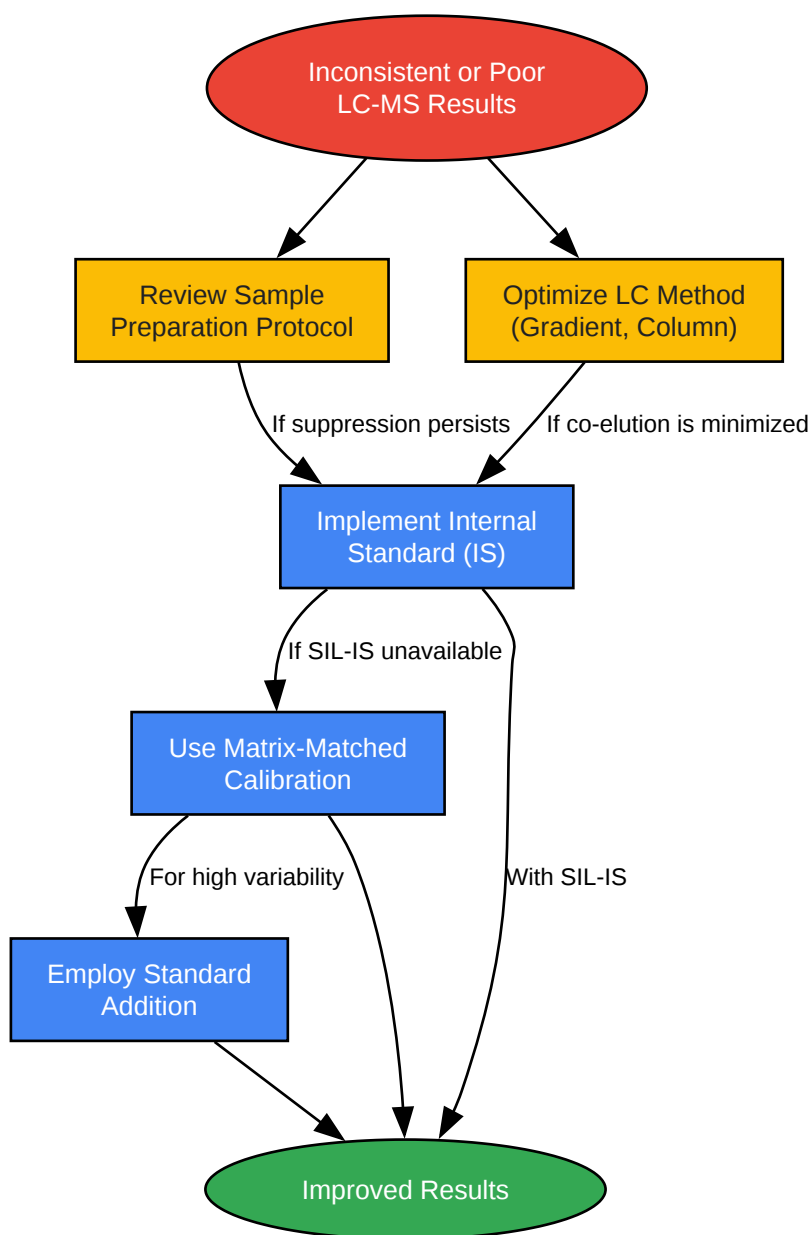 Inconsistent or Poor
LC-MS Results
Review Sample
Preparation Protocol
Optimize LC Method
(Gradient, Column)
If suppression persists
If co-elution is minimized
Implement Internal
Standard (IS)
If SIL-IS unavailable
Use Matrix-Matched
Calibration
For high variability
With SIL-IS
Employ Standard
Addition
Improved Results